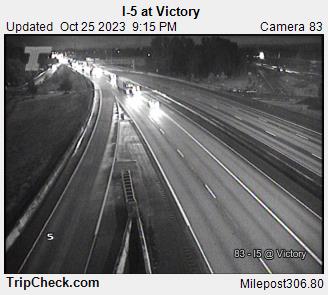 I-5 at Victory
Updated Oct 25 2023 9:15 PM Camera 83
S
83 - I5 @ Victory
TripCheck.com Milepost306.80